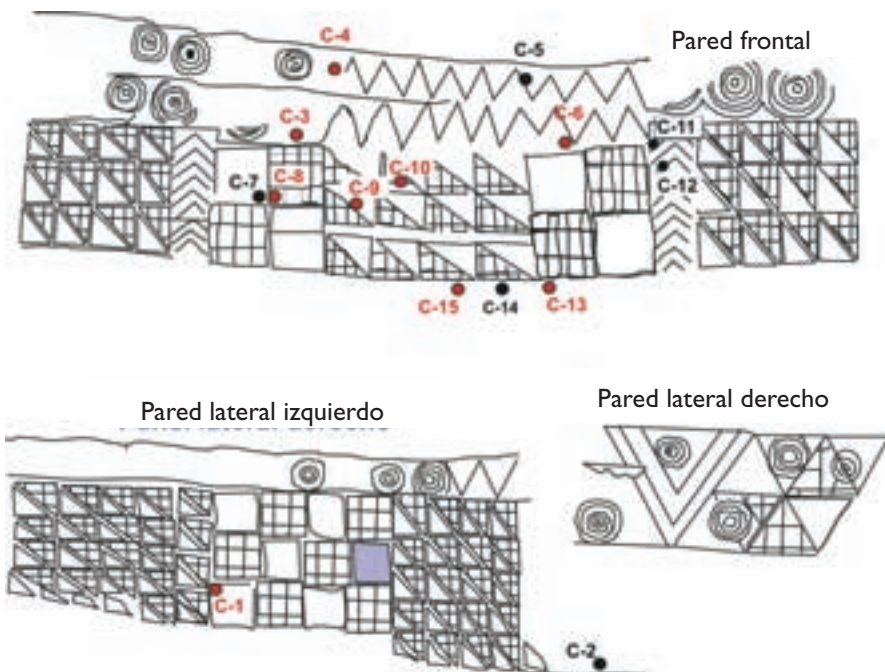 C-4
C-5
Pared frontal
C-3
C-6
C-11
C-10
C-7
C-8
C-9
C-12
C-15
C-14
C-13
Pared lateral izquierdo
Pared lateral derecho
C-1
C-2